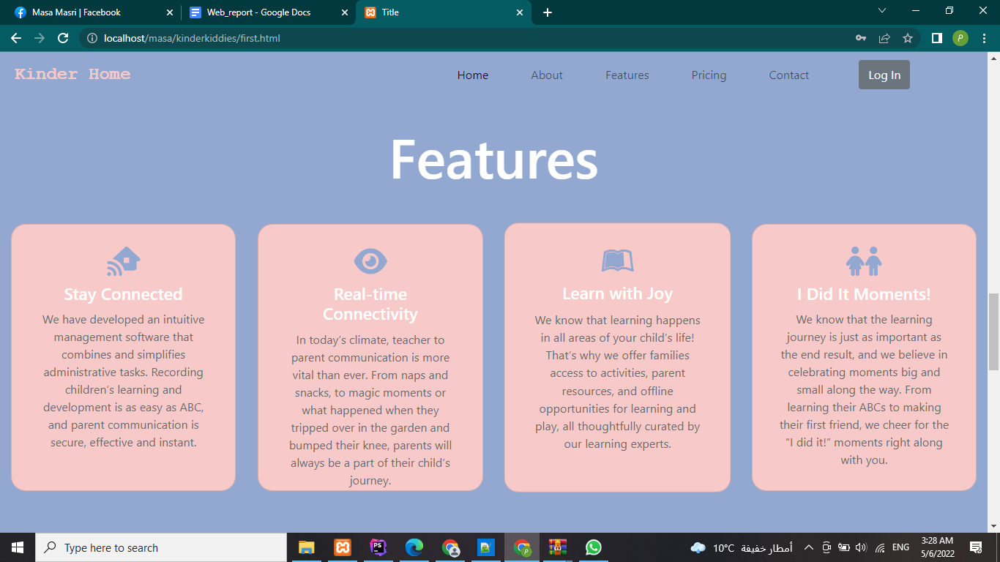 Masa Masri | Facebook
Web_report - Google Docs
Title
localhost/masa/kinderkiddies/first.html
P
Kinder Home
Home
About
Features
Pricing
Contact
Log In
Features
Stay Connected
We have developed an intuitive
management software that
combines and simplifies
administrative tasks. Recording
children’s learning and
development is as easy as ABC,
and parent communication is
secure, effective and instant.
Real-time
Connectivity
In today’s climate, teacher to
parent communication is more
vital than ever. From naps and
snacks, to magic moments or
what happened when they
tripped over in the garden and
bumped their knee, parents will
always be a part of their child’s
journey.
Learn with Joy
We know that learning happens
in all areas of your child’s life!
That’s why we offer families
access to activities, parent
resources, and offline
opportunities for learning and
play, all thoughtfully curated by
our learning experts.
I Did It Moments!
We know that the learning
journey is just as important as
the end result, and we believe in
celebrating moments big and
small along the way. From
learning their ABCs to making
their first friend, we cheer for the
“I did it!” moments right along
with you.
Type here to search
PS
10°C أمطار خفيفة
ENG
3:28 AM
5/6/2022